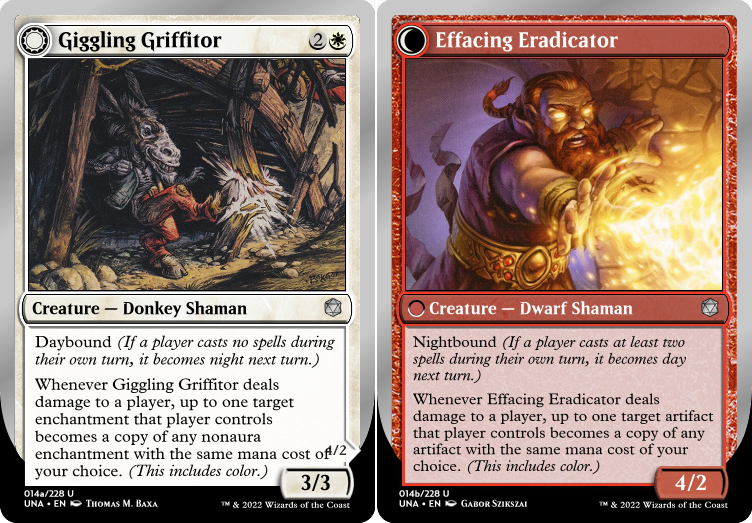 Giggling Griffitor 2
Creature — Donkey Shaman
Daybound (If a player casts no spells during
their own turn, it becomes night next turn.)
Whenever Giggling Griffitor deals
damage to a player, up to one target
enchantment that player controls
becomes a copy of any nonaura
enchantment with the same mana cost of
your choice. (This includes color.)
4/2
3/3
014a/228 U
UNA • EN Thomas M. Baxa
™ & 2022 Wizards of the Coast
Effacing Eradicator
Creature — Dwarf Shaman
Nightbound (If a player casts at least two
spells during their own turn, it becomes day
next turn.)
Whenever Effacing Eradicator deals
damage to a player, up to one target artifact
that player controls becomes a copy of any
artifact with the same mana cost of your
choice. (This includes color.)
4/2
014b/228 U
UNA • EN Gabor Szikszai
™ & 2022 Wizards of the Coast